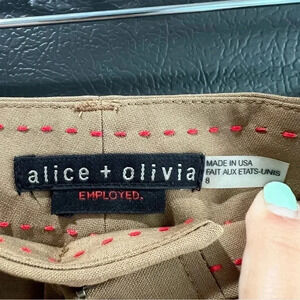 alice + olivia
EMPLOYED.
MADE IN USA
FAIT AUX ETATS-UNIS
8